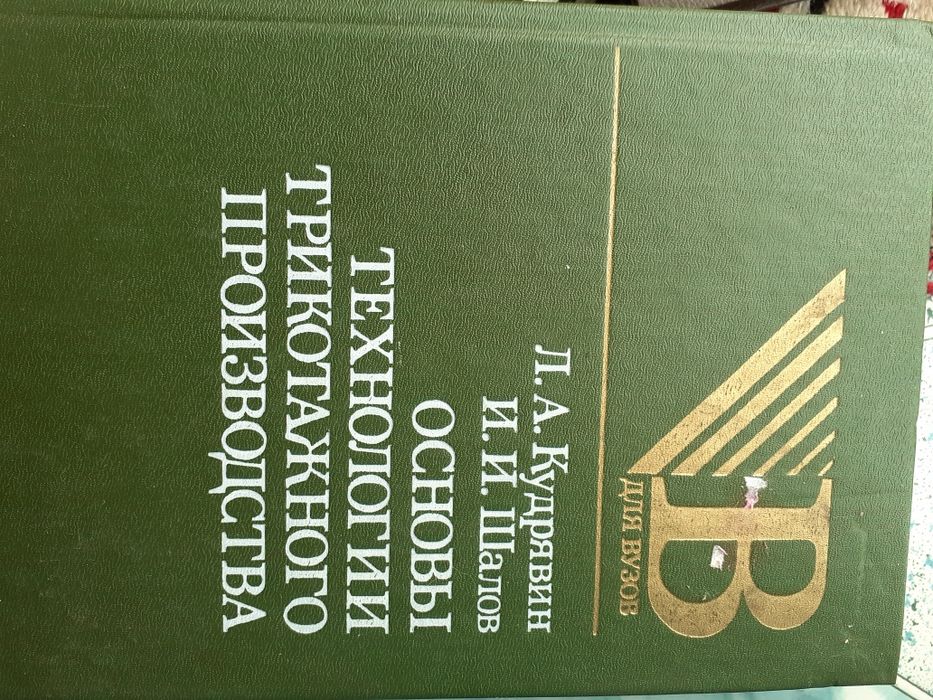 В
ДЛЯ ВУЗОВ
Л. А. Кудрявин
И. И. Шалов
ОСНОВЫ
ТЕХНОЛОГИИ
ТРИКОТАЖНОГО
ПРОИЗВОДСТВА